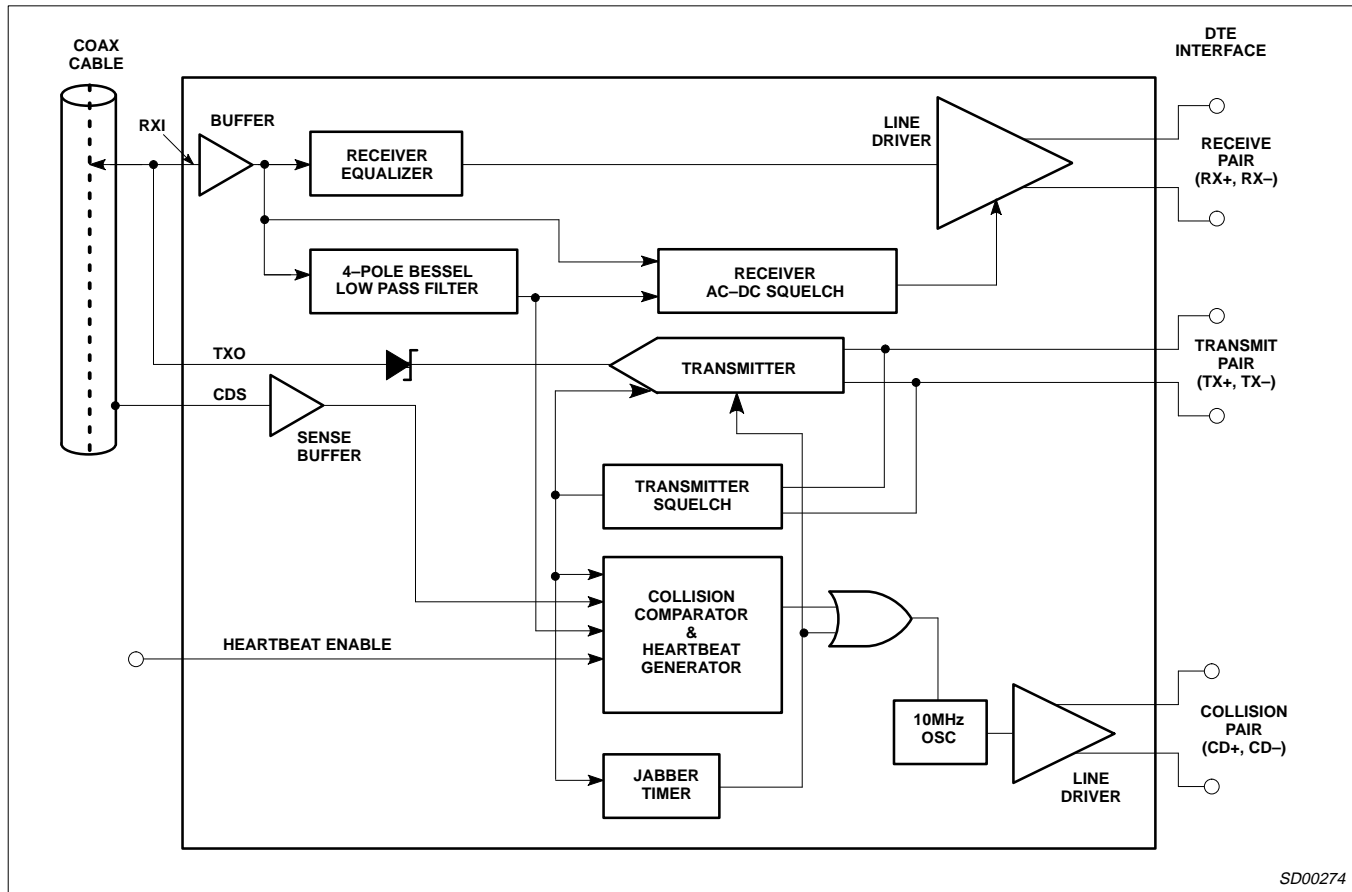 COAX
CABLE
DTE
INTERFACE
RXI
BUFFER
RECEIVER
EQUALIZER
LINE
DRIVER
RECEIVE
PAIR
(RX+, RX–)
4–POLE BESSEL
LOW PASS FILTER
RECEIVER
AC–DC SQUELCH
TXO
TRANSMITTER
TRANSMIT
PAIR
(TX+, TX–)
CDS
SENSE
BUFFER
TRANSMITTER
SQUELCH
COLLISION
COMPARATOR
&
HEARTBEAT
GENERATOR
HEARTBEAT ENABLE
10MHz
OSC
COLLISION
PAIR
(CD+, CD–)
JABBER
TIMER
LINE
DRIVER
SD00274